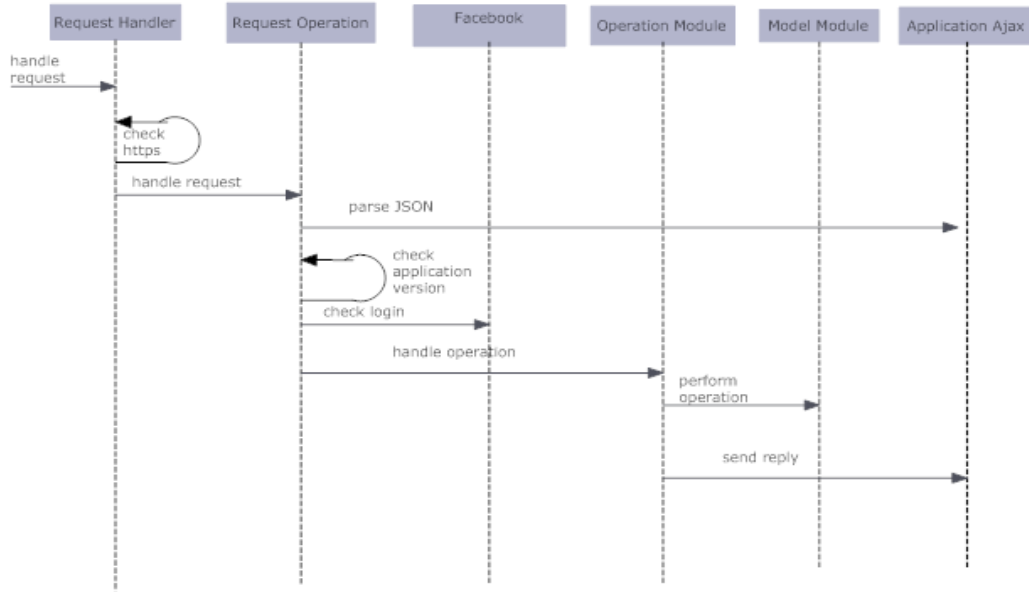 Request Handler
Request Operation
Facebook
Operation Module
Model Module
Application Ajax
handle
request
check
https
handle request
parse JSON
check
application
version
check login
handle operation
perform
operation
send reply